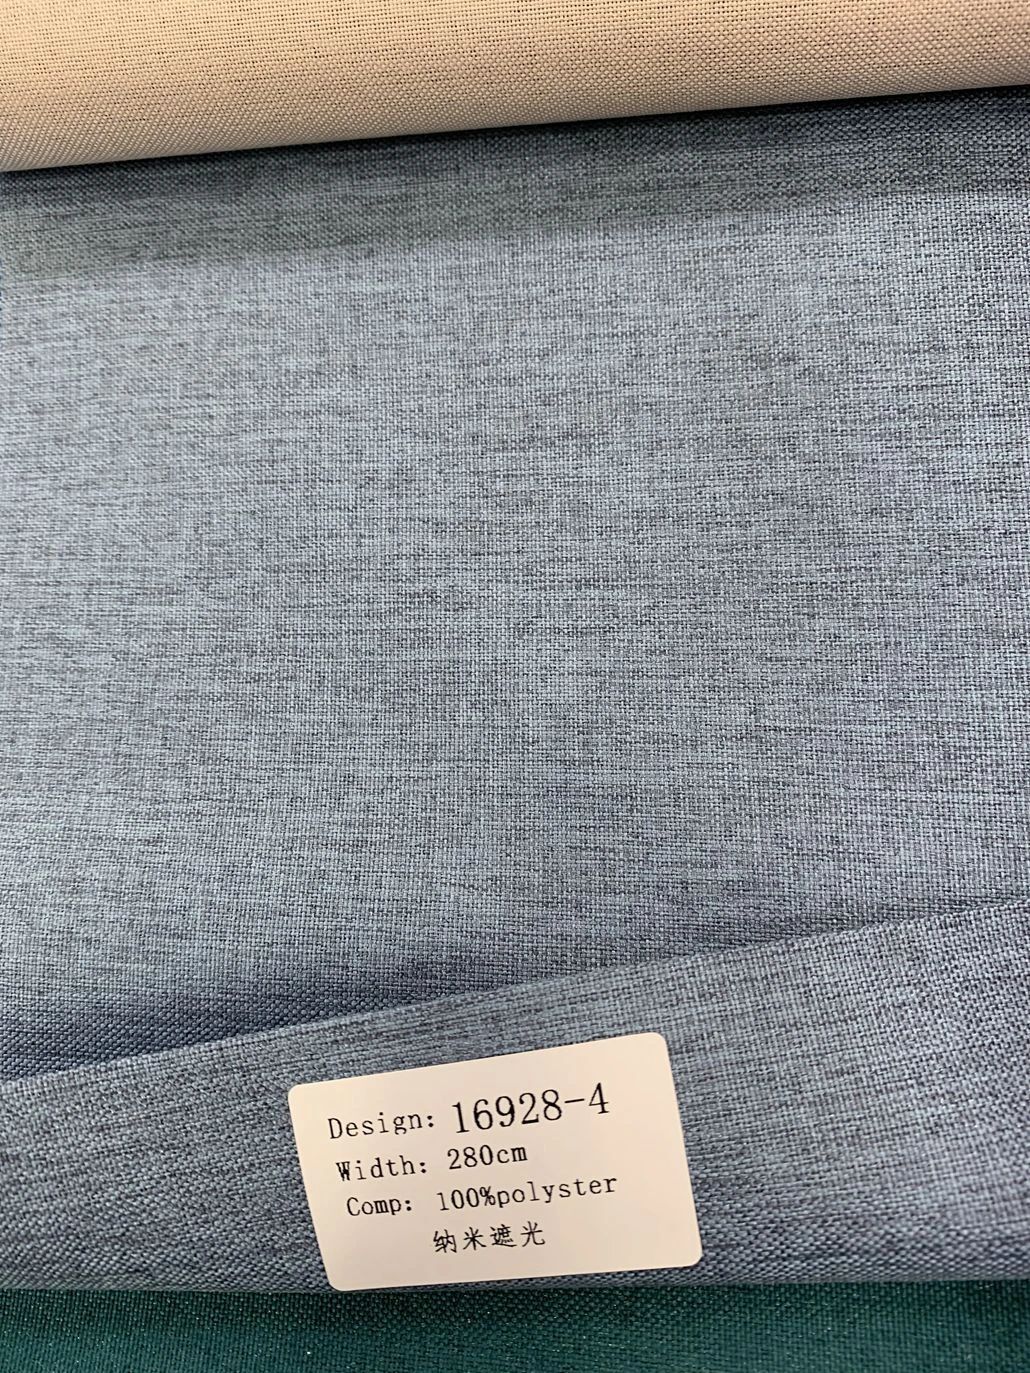 Design: 16928-4
Width: 280cm
Comp: 100%polyster
纳米遮光